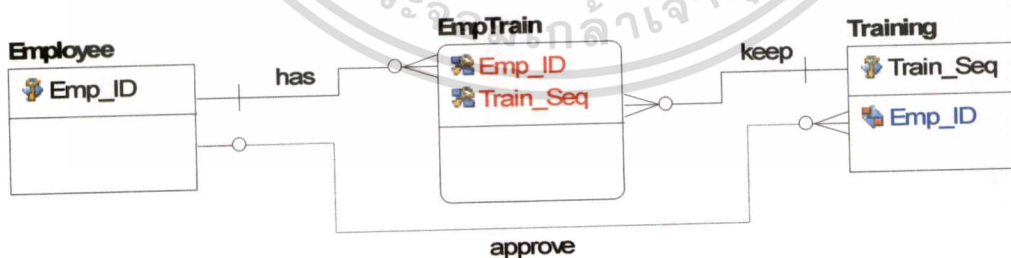 Employee
Emp_ID
has
EmpTrain
Emp_ID
Train_Seq
keep
Training
Train_Seq
Emp_ID
approve